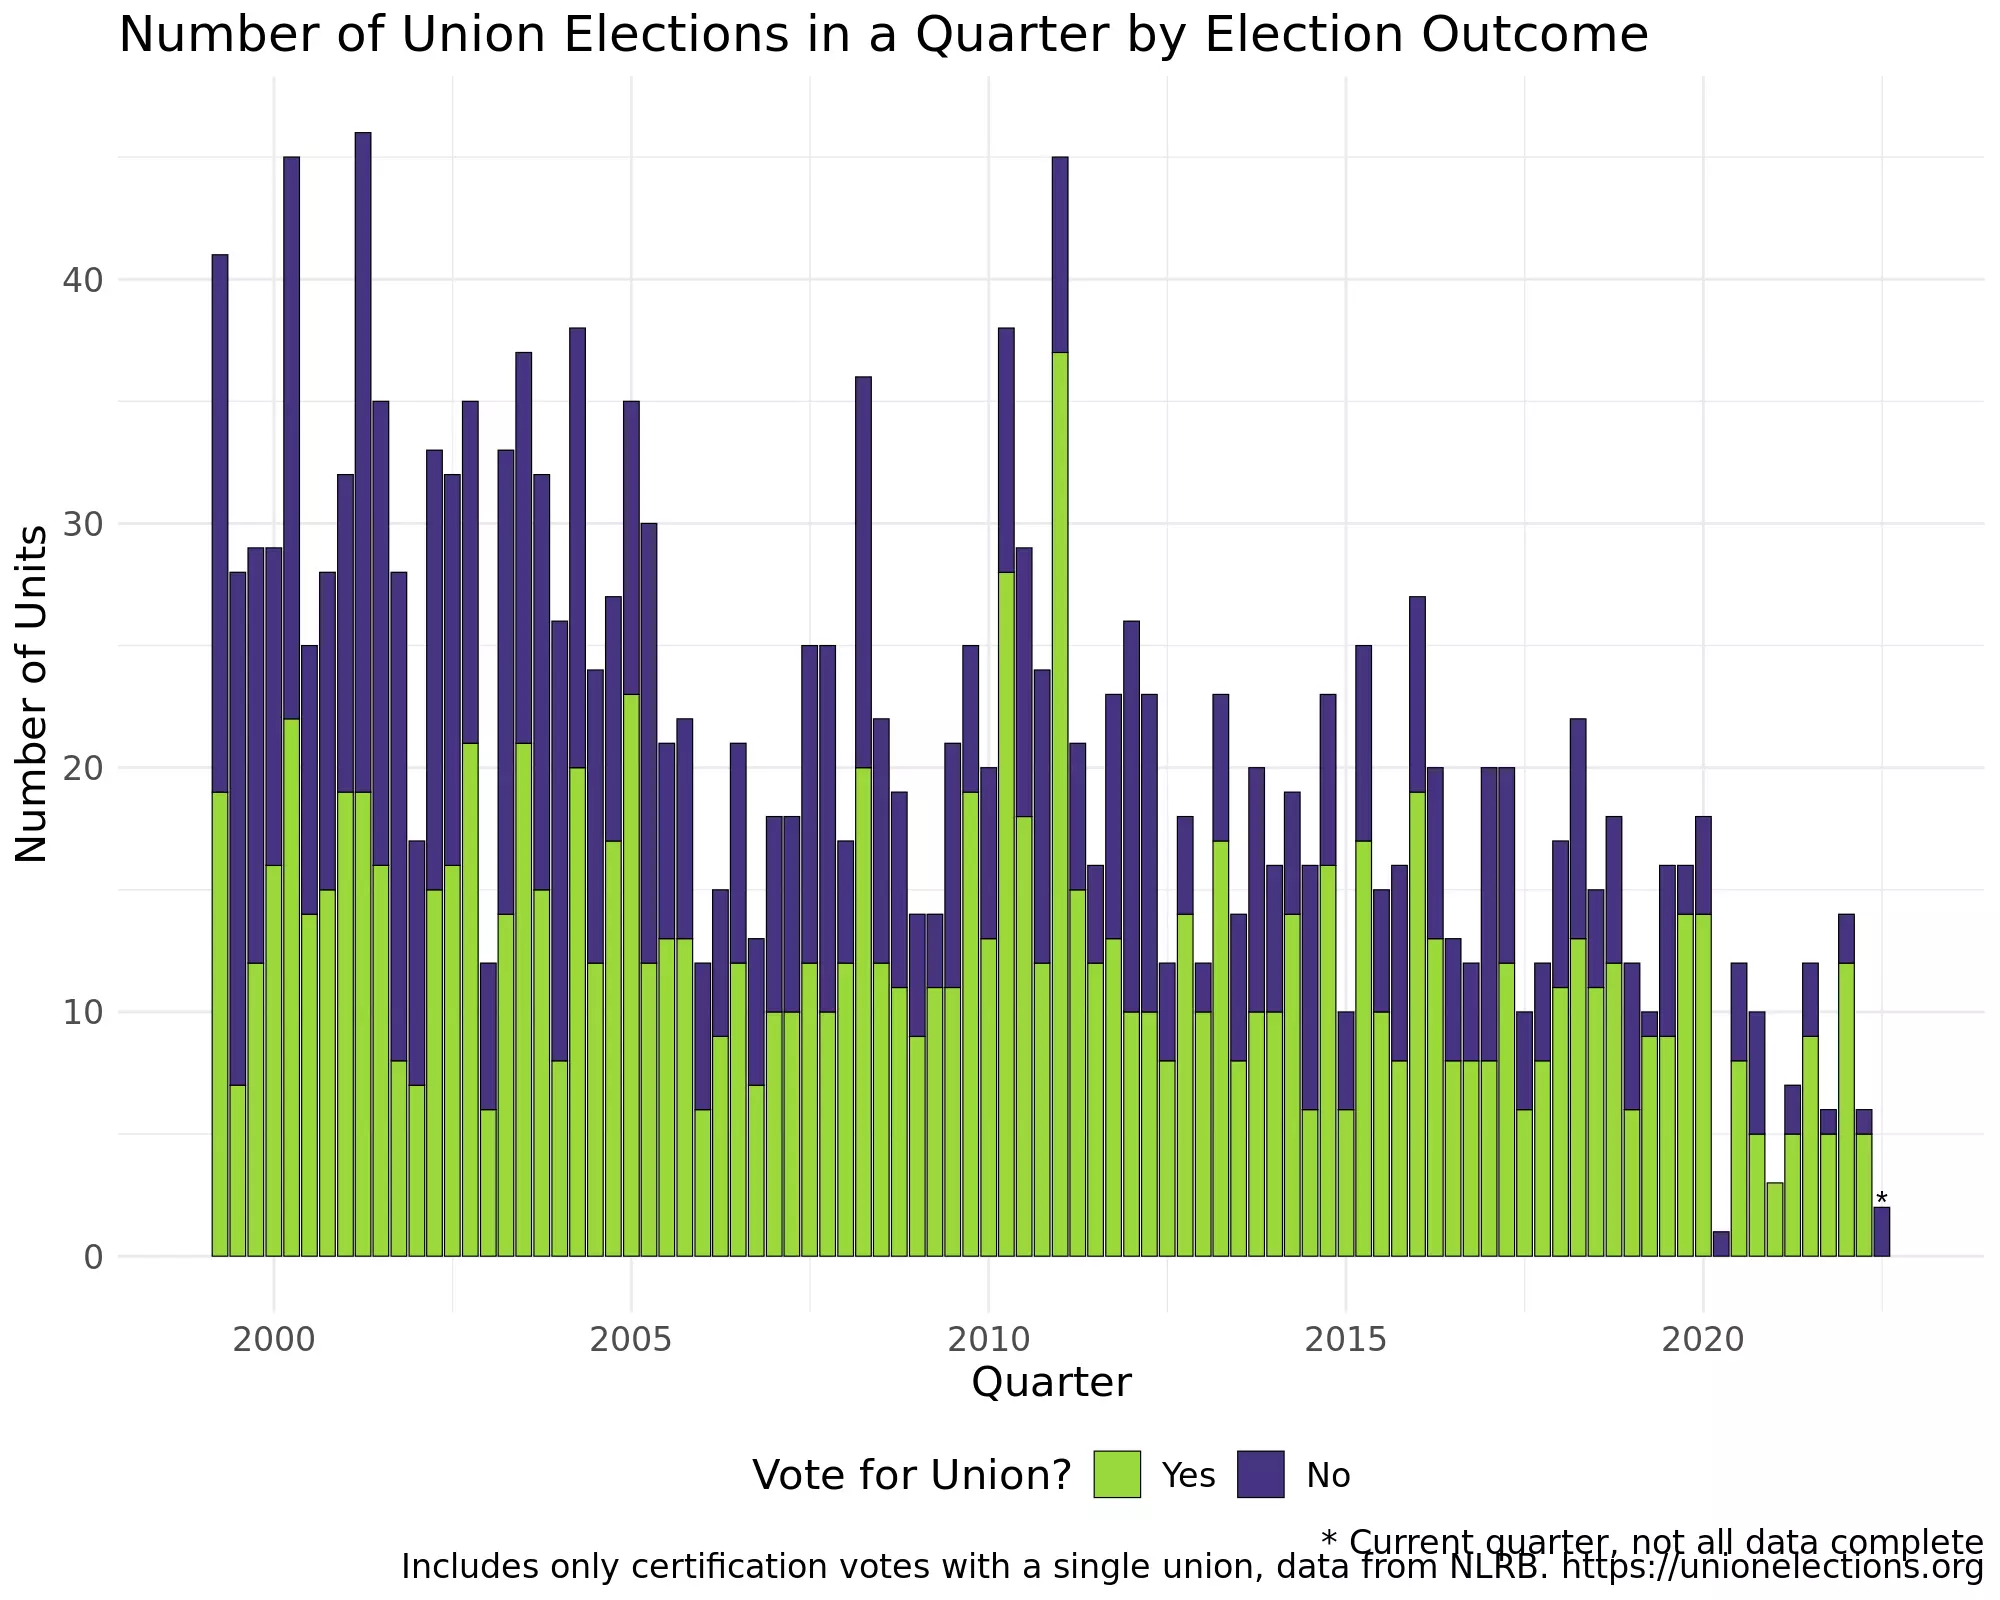 Number of Union Elections in a Quarter by Election Outcome
Number of Units
40
30
20
10
0
*
2000 2005 2010 2015 2020
Quarter
Vote for Union? Yes No
* Current quarter, not all data complete
Includes only certification votes with a single union, data from NLRB. https://unionelections.org